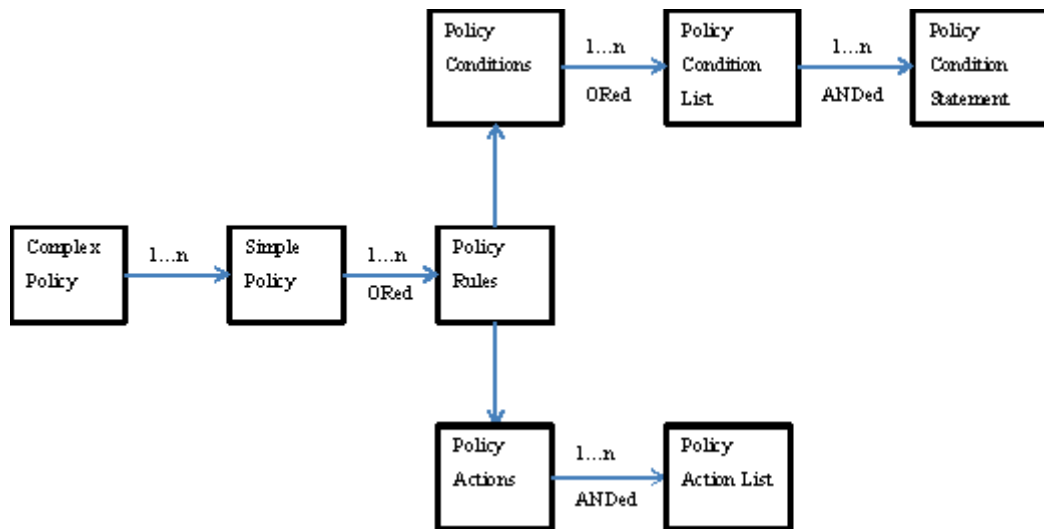 Policy
Conditions
1...n
ORed
Policy
Condition
List
1...n
ANDed
Policy
Condition
Statement
Complex
Policy
1...n
Simple
Policy
1...n
ORed
Policy
Rules
Policy
Actions
1...n
ANDed
Policy
Action List